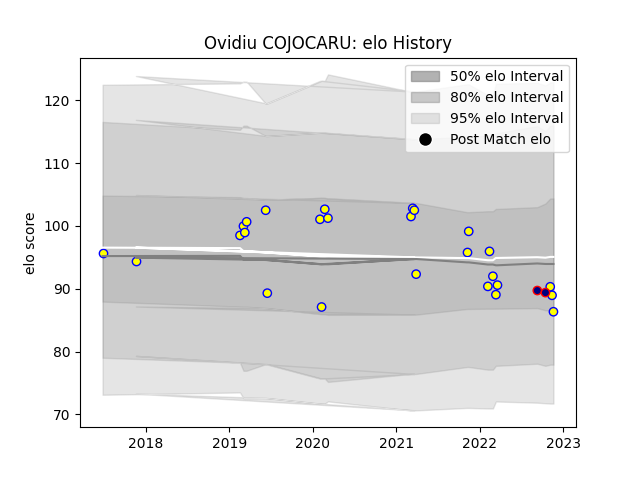 Ovidiu COJOCARU: elo History
50% elo Interval
80% elo Interval
95% elo Interval
Post Match elo
elo score
120
110
100
90
80
70
2018
2019
2020
2021
2022
2023